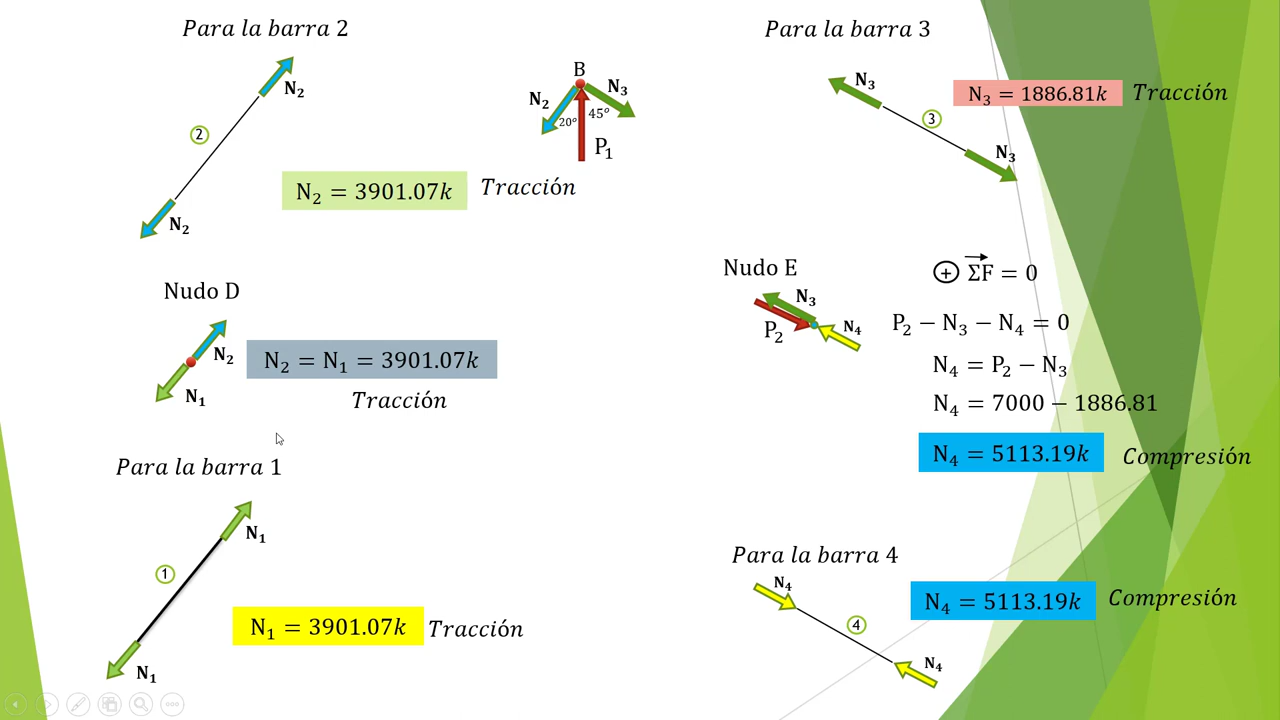 Para la barra 2
N₂
②
N₂
B
N₂
N₃
20º
45º
P₁
N₂ = 3901.07k
Tracción
Nudo D
N₂
N₁
N₂ = N₁ = 3901.07k
Tracción
Para la barra 1
N₁
①
N₁
N₁ = 3901.07k
Tracción
Para la barra 3
N₃
③
N₃
N₃ = 1886.81k
Tracción
Nudo E
N₃
P₂
N₄
+ ΣF = 0
P₂ − N₃ − N₄ = 0
N₄ = P₂ − N₃
N₄ = 7000 − 1886.81
N₄ = 5113.19k
Compresión
Para la barra 4
N₄
④
N₄
N₄ = 5113.19k
Compresión